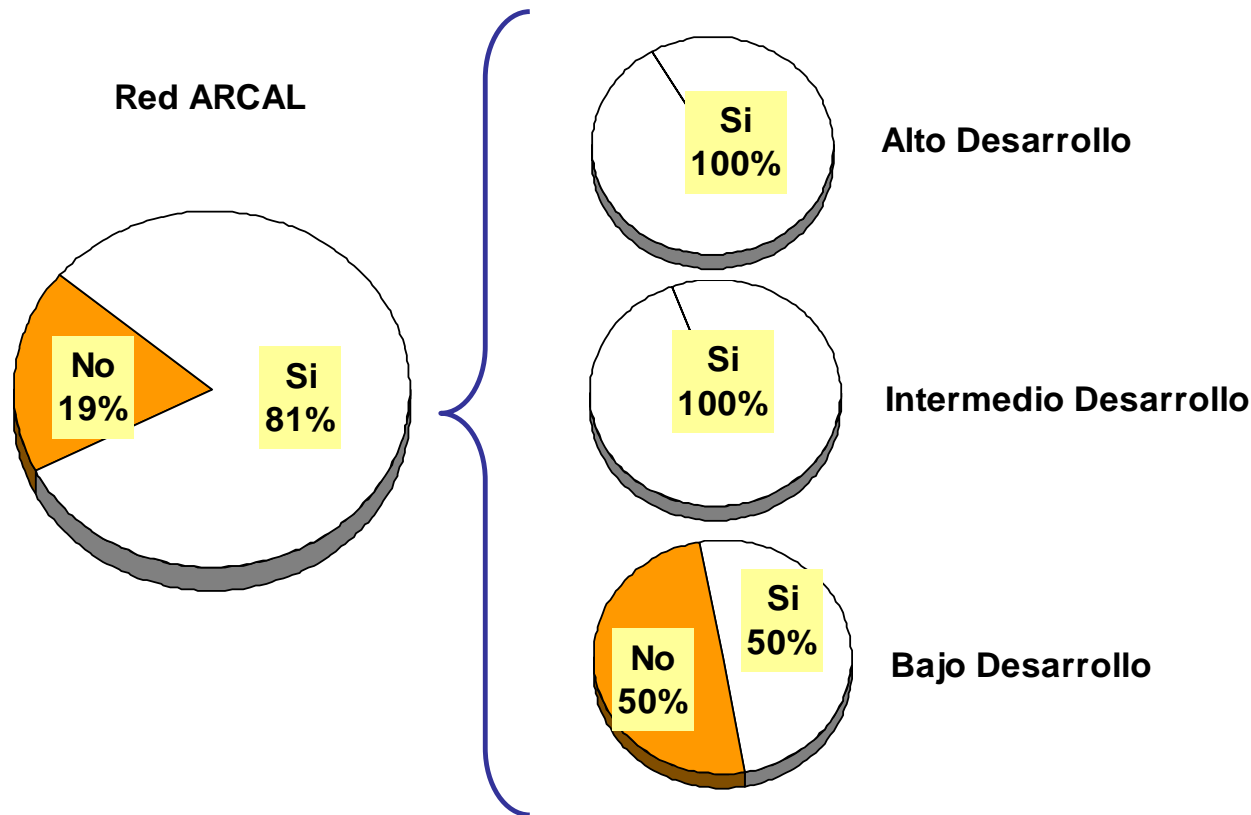 Red ARCAL
No
19%
Si
81%
Si
100%
Alto Desarrollo
Si
100%
Intermedio Desarrollo
No
50%
Si
50%
Bajo Desarrollo